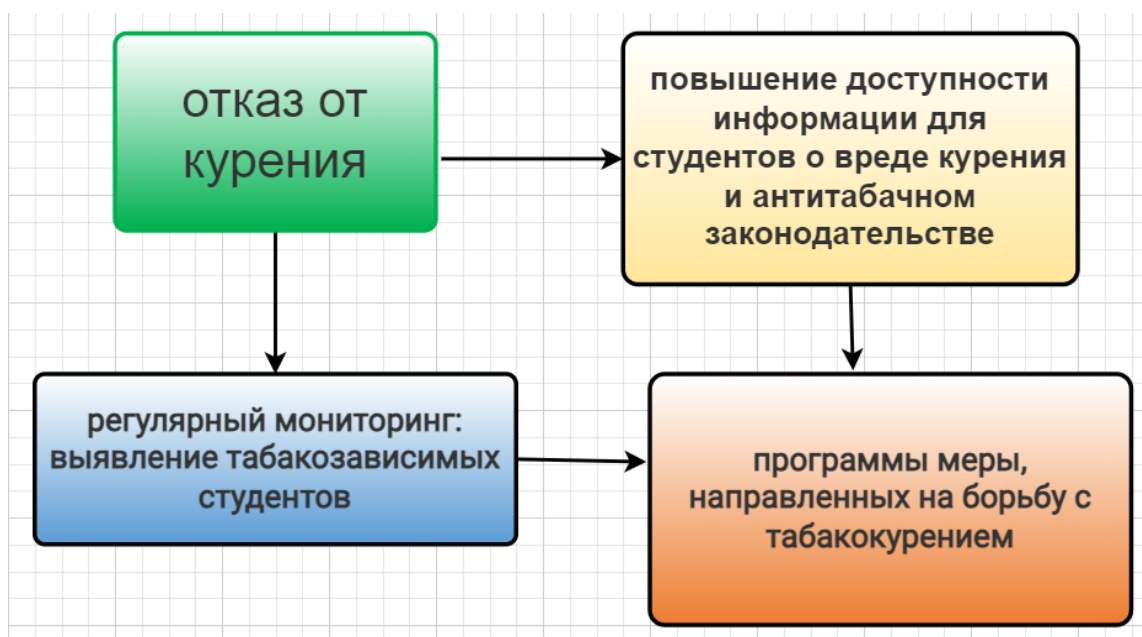 отказ от
курения
повышение доступности
информации для
студентов о вреде курения
и антитабачном
законодательстве
регулярный мониторинг:
выявление табакозависимых
студентов
программы меры,
направленных на борьбу с
табакокурением